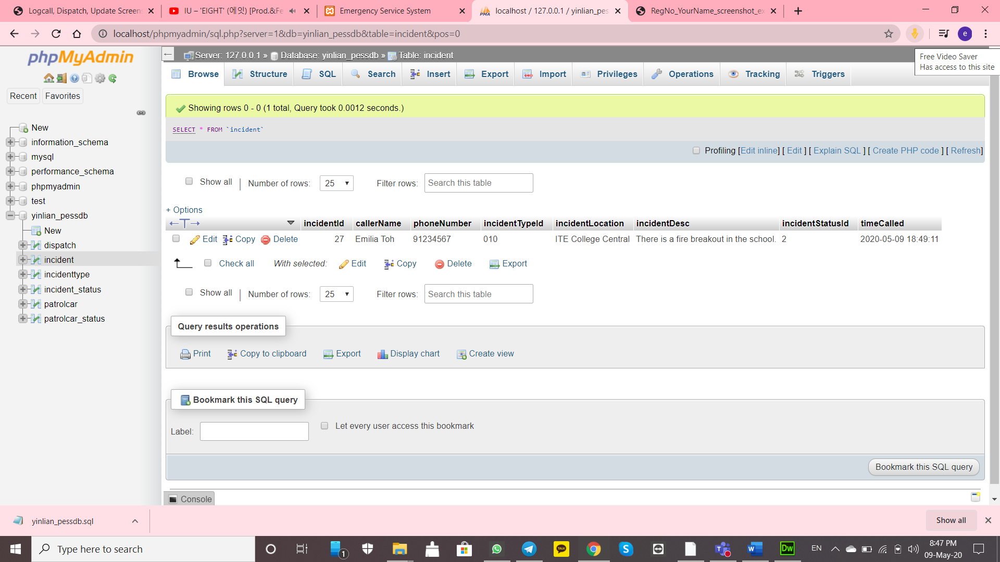 Logcall, Dispatch, Update Screen
IU – 'EIGHT' (에잇) [Prod.&Fe
Emergency Service System
localhost / 127.0.0.1 / yinlian_pes
RegNo_YourName_screenshot_ex
localhost/phpmyadmin/sql.php?server=1&db=yinlian_pessdb&table=incident&pos=0
e
Free Video Saver
Has access to this site
phpMyAdmin
Recent
Favorites
New
information_schema
mysql
performance_schema
phpmyadmin
test
yinlian_pessdb
New
dispatch
incident
incidenttype
incident_status
patrolcar
patrolcar_status
Server: 127.0.0.1 » Database: yinlian_pessdb » Table: incident
Browse Structure SQL Search Insert Export Import Privileges Operations Tracking Triggers
Showing rows 0 - 0 (1 total, Query took 0.0012 seconds.)
SELECT * FROM `incident`
Profiling [Edit inline] [ Edit ] [ Explain SQL ] [ Create PHP code ] [ Refresh]
Show all | Number of rows: 25 Filter rows: Search this table
+ Options
incidentId callerName phoneNumber incidentTypeId incidentLocation incidentDesc incidentStatusId timeCalled
Edit Copy Delete 27 Emilia Toh 91234567 010 ITE College Central There is a fire breakout in the school. 2 2020-05-09 18:49:11
Check all With selected: Edit Copy Delete Export
Show all | Number of rows: 25 Filter rows: Search this table
Query results operations
Print Copy to clipboard Export Display chart Create view
Bookmark this SQL query
Label: Let every user access this bookmark
Bookmark this SQL query
Console
yinlian_pessdb.sql
Show all
Type here to search
1
TALK
Dw
EN
8:47 PM
09-May-20